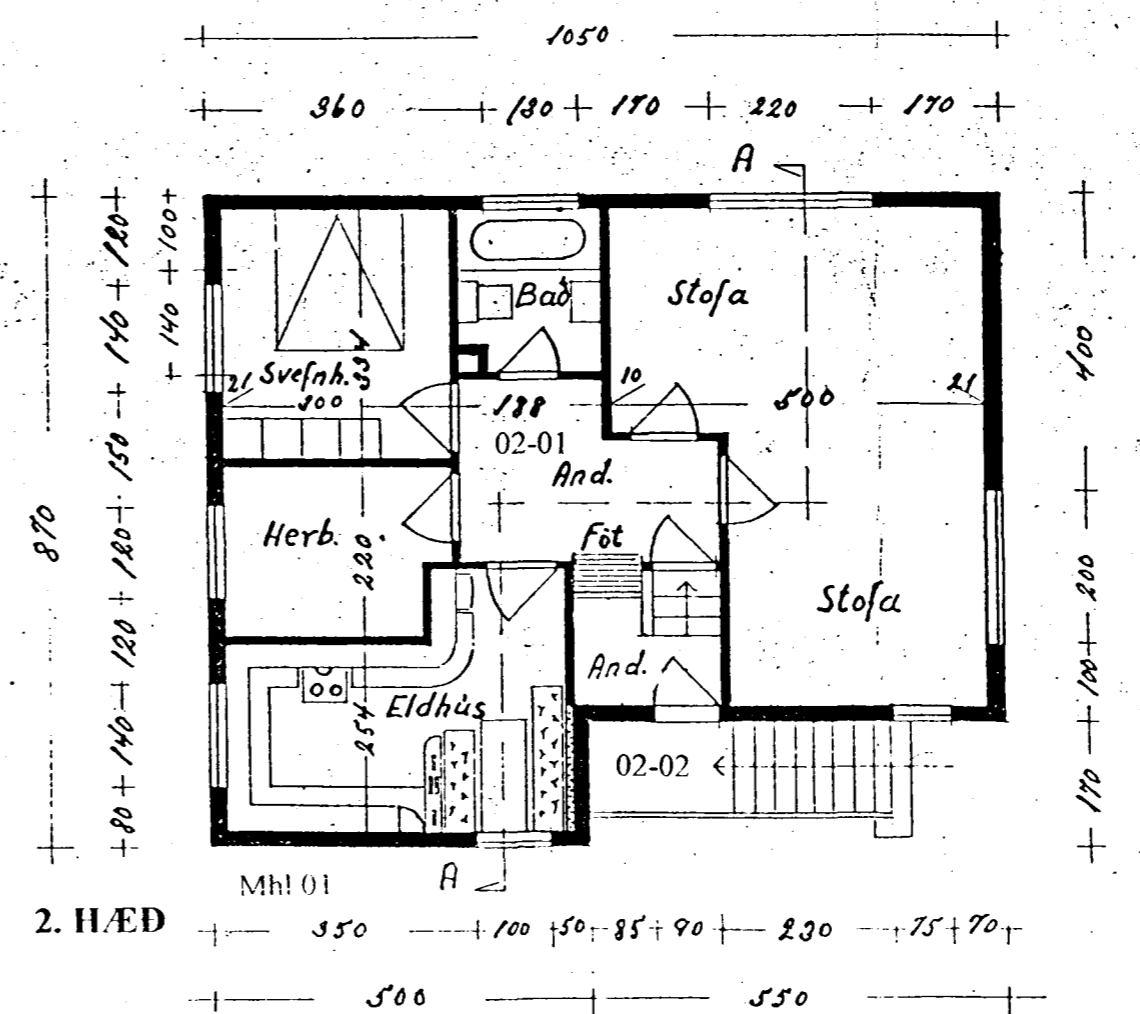 1050
360 130 170 220 170
A
120 140 150 120 120 140 80
100 140
870
400 200 100 170
Stofa
Bað
Svefnh.
334
21 300 188 10 500 21
02-01
And.
Herb.
220
Föt
Stofa
And.
Eldhús
254
02-02
Mhl 01
A
2. HÆÐ
350 100 50 85 90 230 75 70
500 550